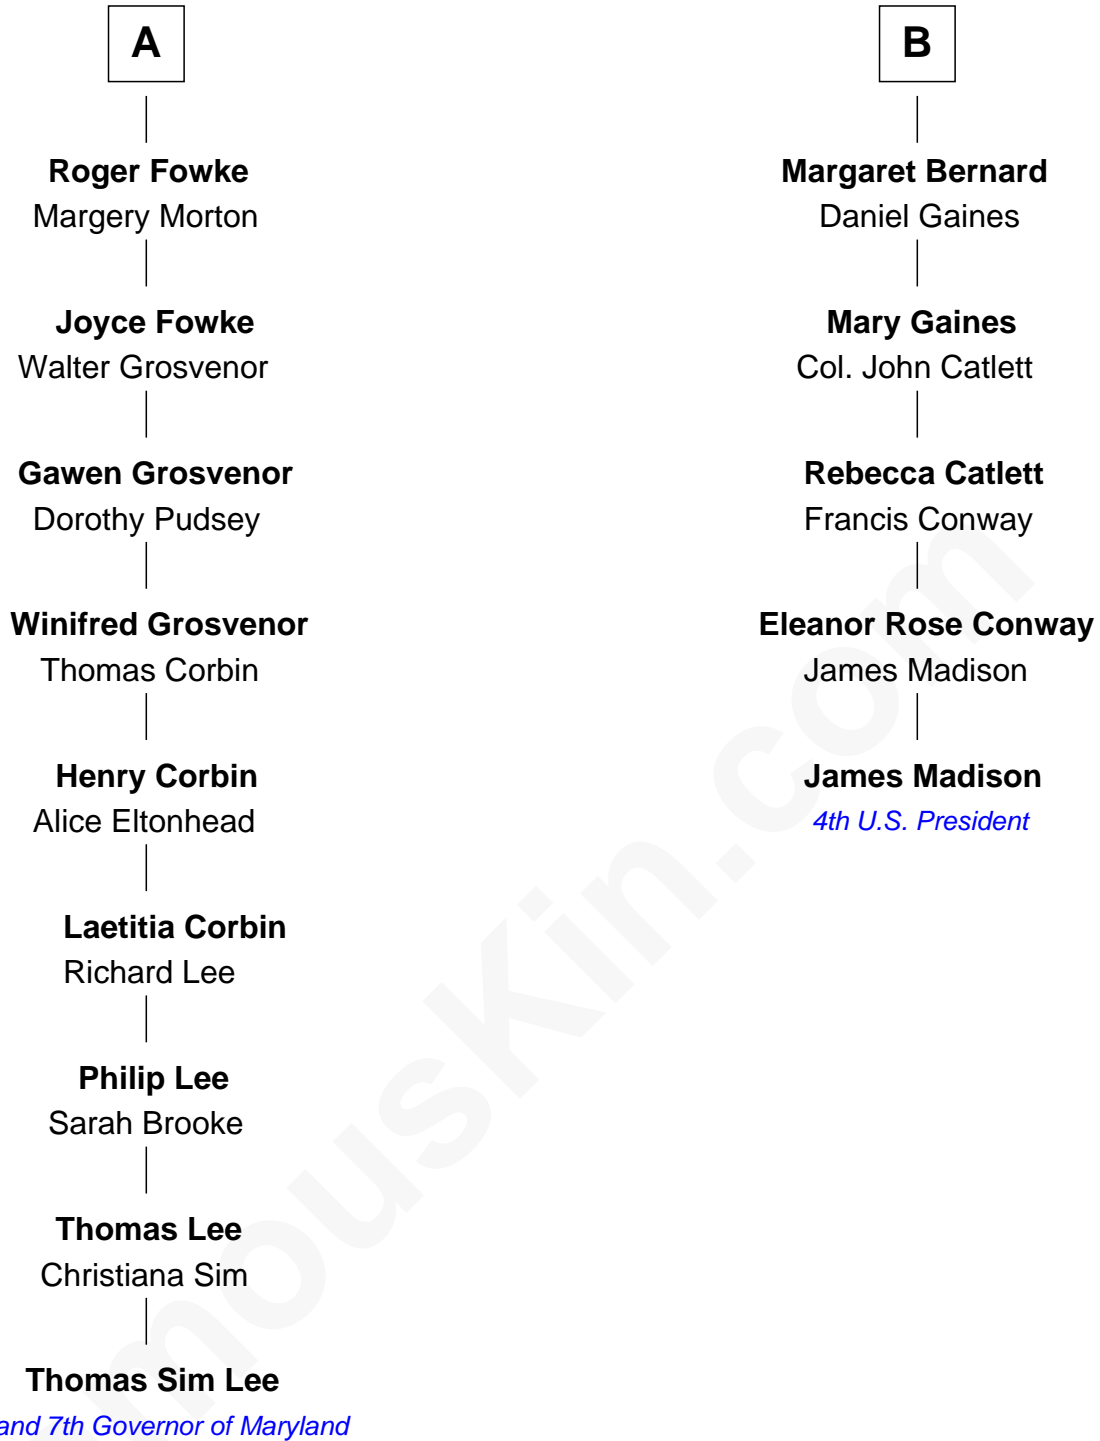 A
Roger Fowke
Margery Morton
Joyce Fowke
Walter Grosvenor
Gawen Grosvenor
Dorothy Pudsey
Winifred Grosvenor
Thomas Corbin
Henry Corbin
Alice Eltonhead
Laetitia Corbin
Richard Lee
Philip Lee
Sarah Brooke
Thomas Lee
Christiana Sim
Thomas Sim Lee
and 7th Governor of Maryland
B
Margaret Bernard
Daniel Gaines
Mary Gaines
Col. John Catlett
Rebecca Catlett
Francis Conway
Eleanor Rose Conway
James Madison
James Madison
4th U.S. President
mousKin.com